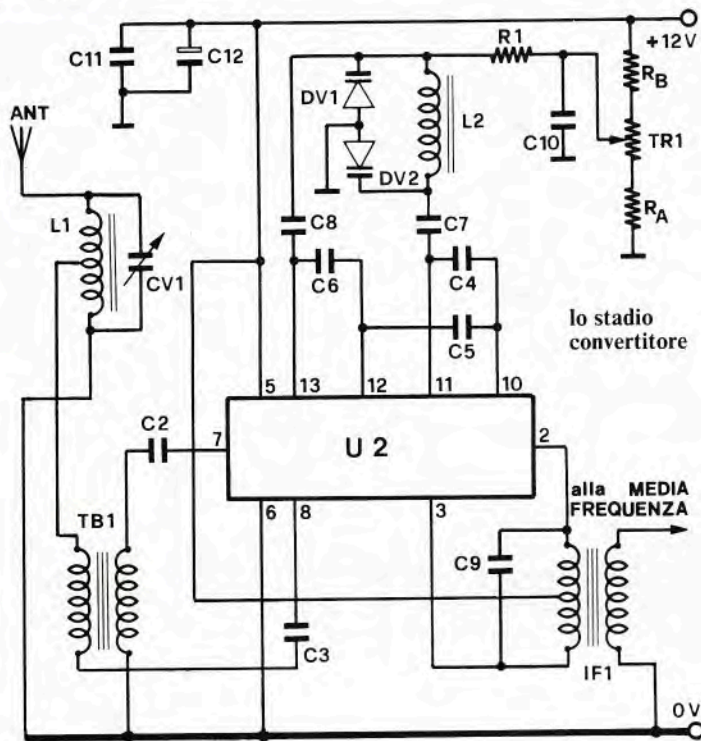 C11
C12
+12V
R1
RB
DV1
L2
C10
TR1
ANT
DV2
RA
L1
CV1
C8
C7
C6
C4
C5
lo stadio
convertitore
5
13
12
11
10
C2
7
U2
2
6
8
3
alla MEDIA
FREQUENZA
TB1
C9
C3
IF1
0V